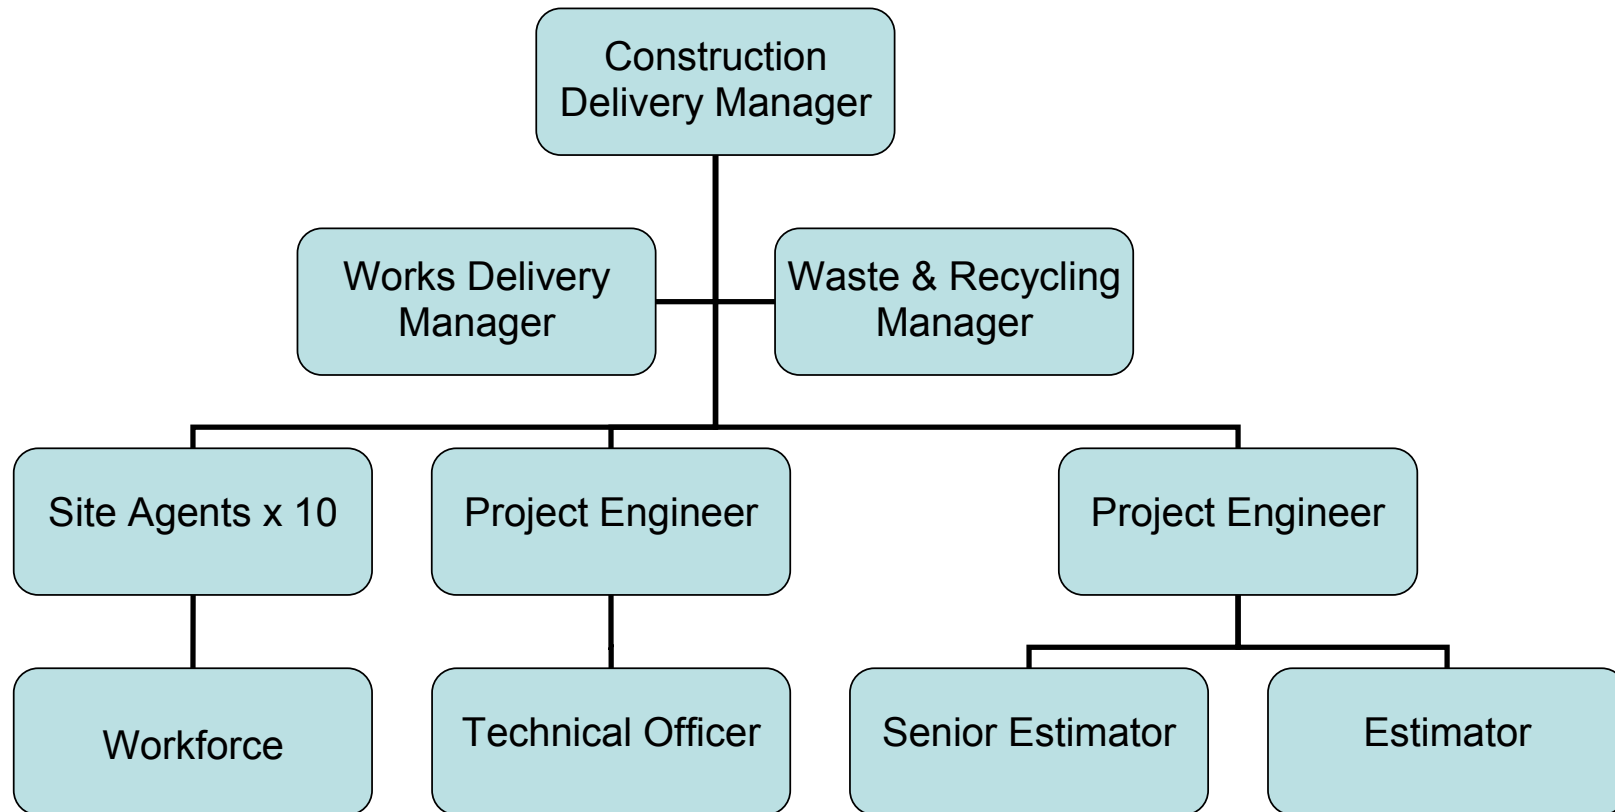 Construction
Delivery Manager
Works Delivery
Manager
Waste & Recycling
Manager
Site Agents x 10
Project Engineer
Project Engineer
Workforce
Technical Officer
Senior Estimator
Estimator